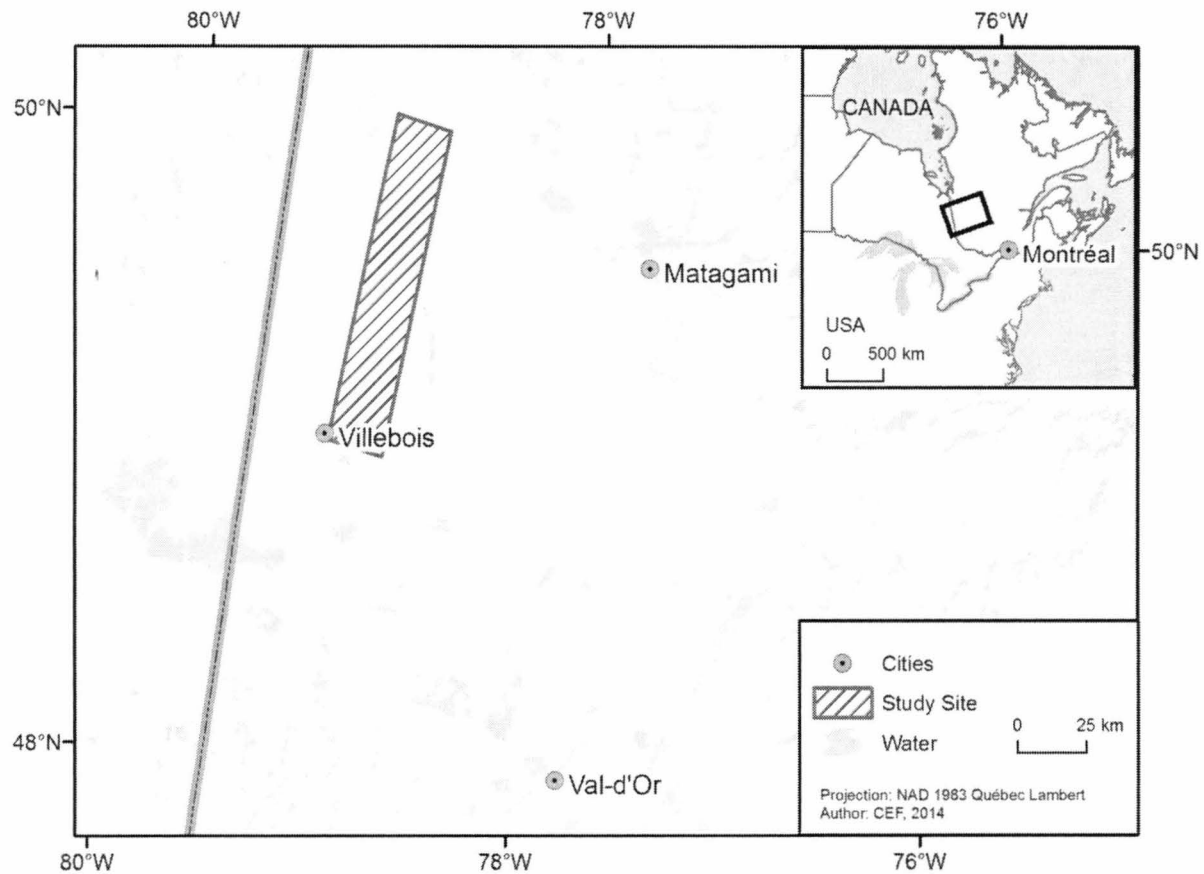 80°W 78°W 76°W
50°N
CANADA
Matagami
Montréal
50°N
USA
0 500 km
Villebois
Cities
Study Site
0 25 km
Water
48°N
Val-d'Or
Projection: NAD 1983 Québec Lambert
Author: CEF, 2014
80°W 78°W 76°W